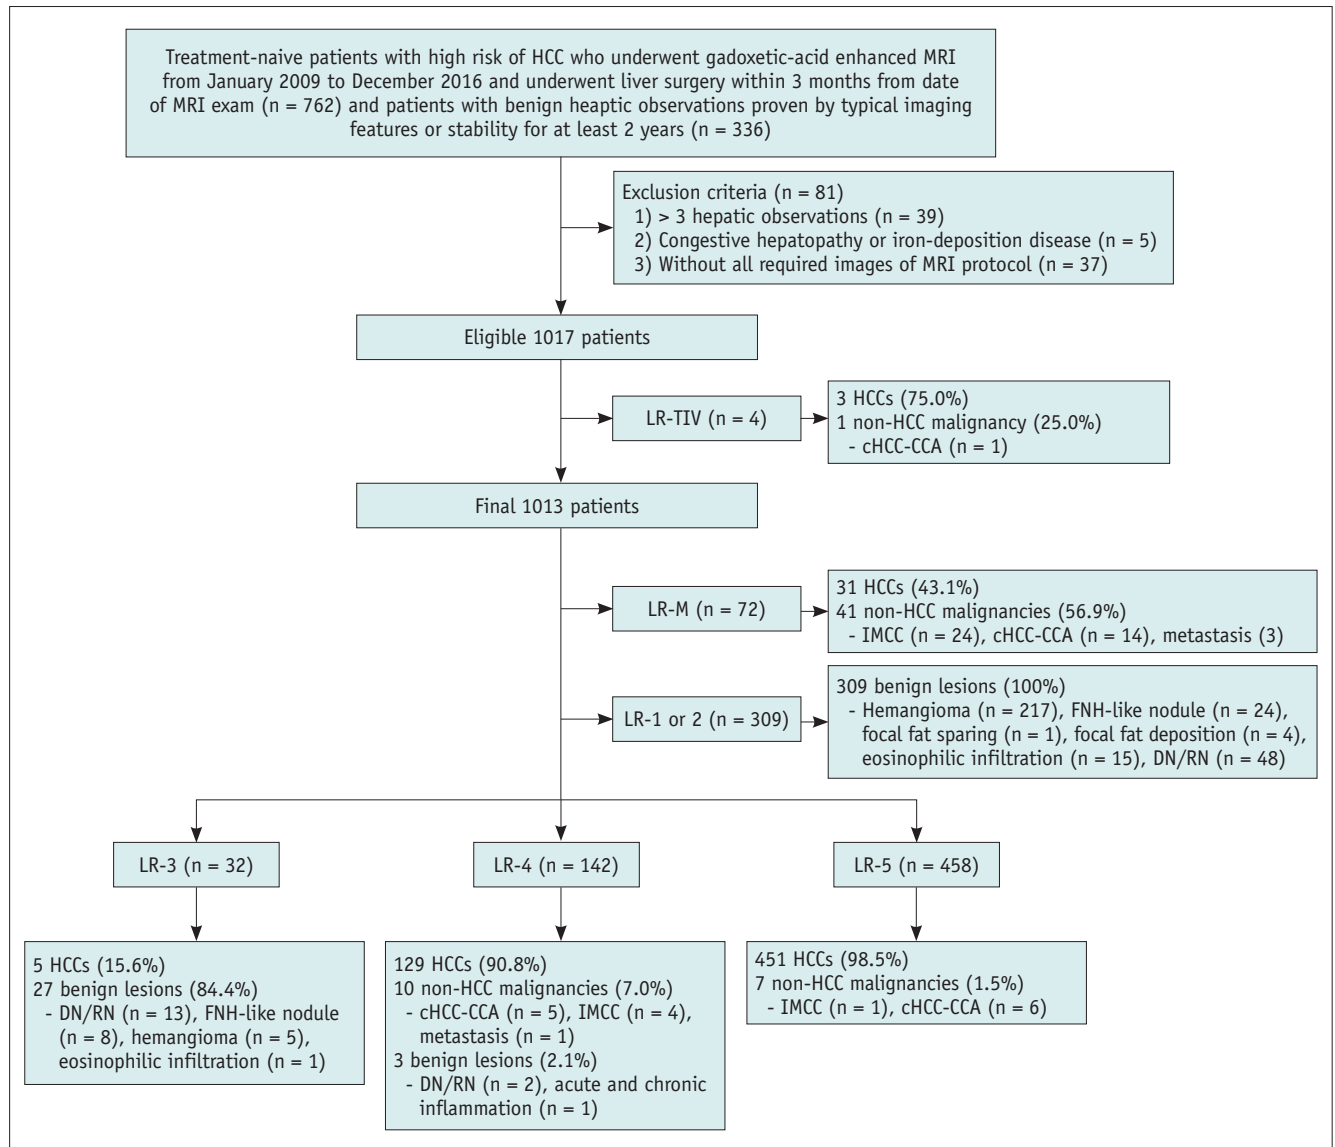 Treatment-naive patients with high risk of HCC who underwent gadoxetic-acid enhanced MRI
from January 2009 to December 2016 and underwent liver surgery within 3 months from date
of MRI exam (n = 762) and patients with benign heaptic observations proven by typical imaging
features or stability for at least 2 years (n = 336)
Exclusion criteria (n = 81)
1) > 3 hepatic observations (n = 39)
2) Congestive hepatopathy or iron-deposition disease (n = 5)
3) Without all required images of MRI protocol (n = 37)
Eligible 1017 patients
LR-TIV (n = 4)
3 HCCs (75.0%)
1 non-HCC malignancy (25.0%)
- cHCC-CCA (n = 1)
Final 1013 patients
LR-M (n = 72)
31 HCCs (43.1%)
41 non-HCC malignancies (56.9%)
- IMCC (n = 24), cHCC-CCA (n = 14), metastasis (3)
LR-1 or 2 (n = 309)
309 benign lesions (100%)
- Hemangioma (n = 217), FNH-like nodule (n = 24),
focal fat sparing (n = 1), focal fat deposition (n = 4),
eosinophilic infiltration (n = 15), DN/RN (n = 48)
LR-3 (n = 32)
LR-4 (n = 142)
LR-5 (n = 458)
5 HCCs (15.6%)
27 benign lesions (84.4%)
- DN/RN (n = 13), FNH-like nodule
(n = 8), hemangioma (n = 5),
eosinophilic infiltration (n = 1)
129 HCCs (90.8%)
10 non-HCC malignancies (7.0%)
- cHCC-CCA (n = 5), IMCC (n = 4),
metastasis (n = 1)
3 benign lesions (2.1%)
- DN/RN (n = 2), acute and chronic
inflammation (n = 1)
451 HCCs (98.5%)
7 non-HCC malignancies (1.5%)
- IMCC (n = 1), cHCC-CCA (n = 6)